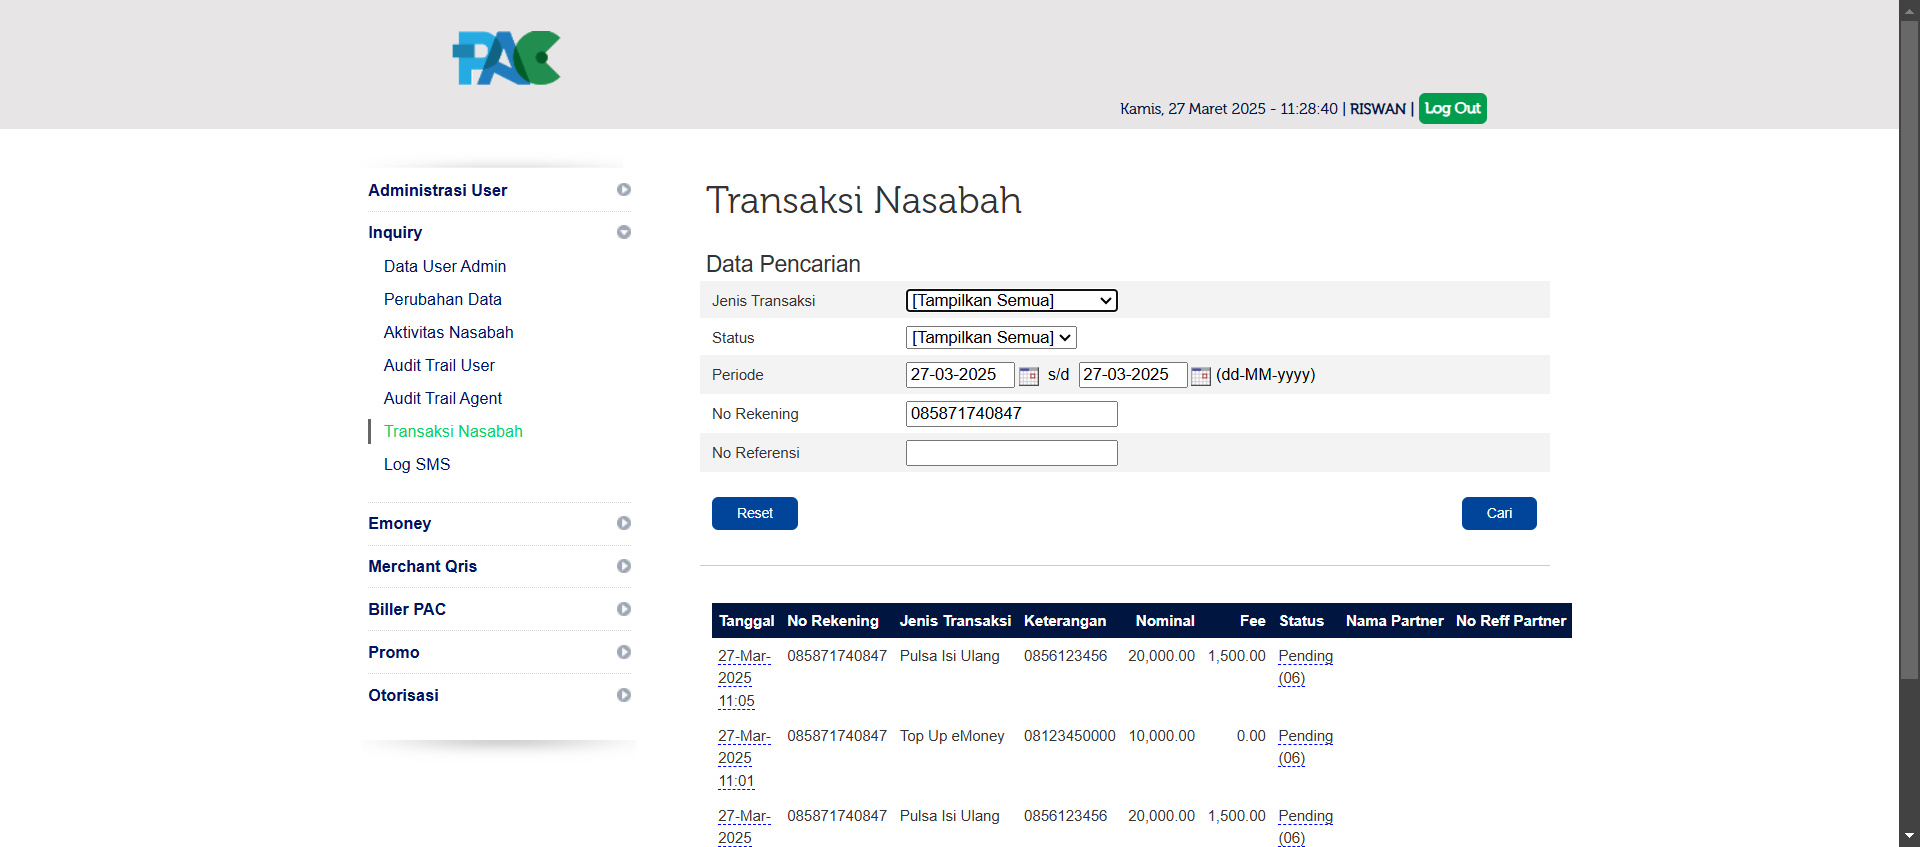 PAC
Kamis, 27 Maret 2025 - 11:28:40 | RISWAN | Log Out
Administrasi User
Inquiry
Data User Admin
Perubahan Data
Aktivitas Nasabah
Audit Trail User
Audit Trail Agent
Transaksi Nasabah
Log SMS
Emoney
Merchant Qris
Biller PAC
Promo
Otorisasi
Transaksi Nasabah
Data Pencarian
Jenis Transaksi [Tampilkan Semua]
Status [Tampilkan Semua]
Periode 27-03-2025 s/d 27-03-2025 (dd-MM-yyyy)
No Rekening 085871740847
No Referensi
Reset Cari
Tanggal No Rekening Jenis Transaksi Keterangan Nominal Fee Status Nama Partner No Reff Partner
27-Mar- 085871740847 Pulsa Isi Ulang 0856123456 20,000.00 1,500.00 Pending
2025 (06)
11:05
27-Mar- 085871740847 Top Up eMoney 08123450000 10,000.00 0.00 Pending
2025 (06)
11:01
27-Mar- 085871740847 Pulsa Isi Ulang 0856123456 20,000.00 1,500.00 Pending
2025 (06)